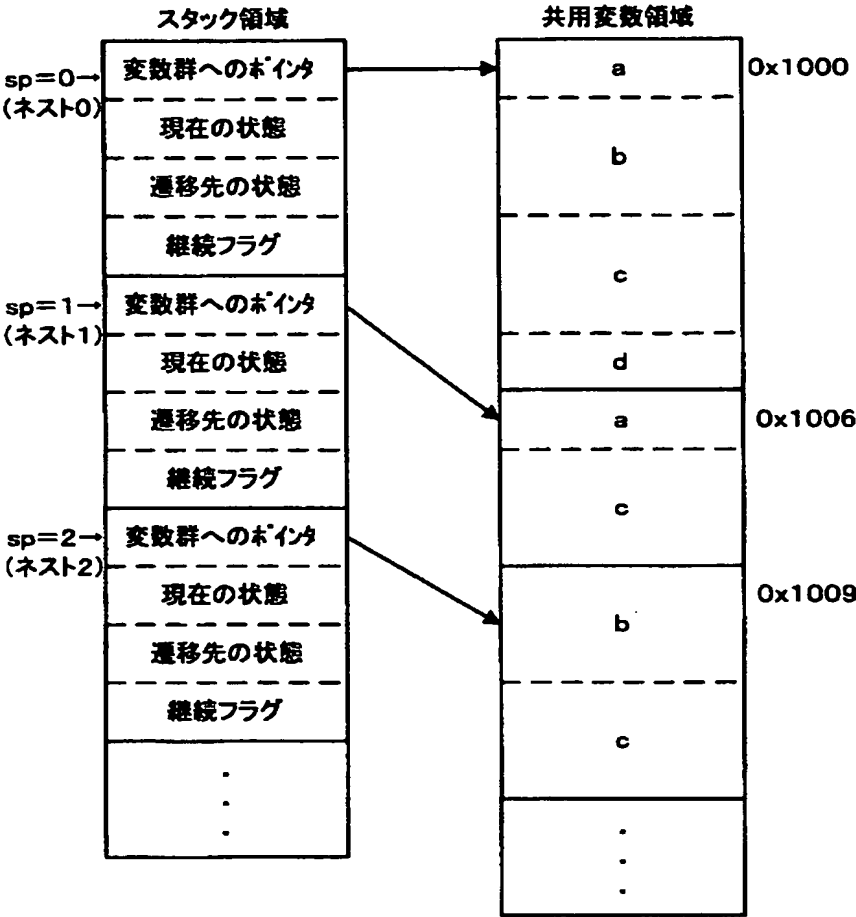 スタック領域
sp=0→
(ネスト0)
変数群へのポインタ
現在の状態
遷移先の状態
継続フラグ
sp=1→
(ネスト1)
変数群へのポインタ
現在の状態
遷移先の状態
継続フラグ
sp=2→
(ネスト2)
変数群へのポインタ
現在の状態
遷移先の状態
継続フラグ
共用変数領域
a
0x1000
b
c
d
a
0x1006
c
b
0x1009
c